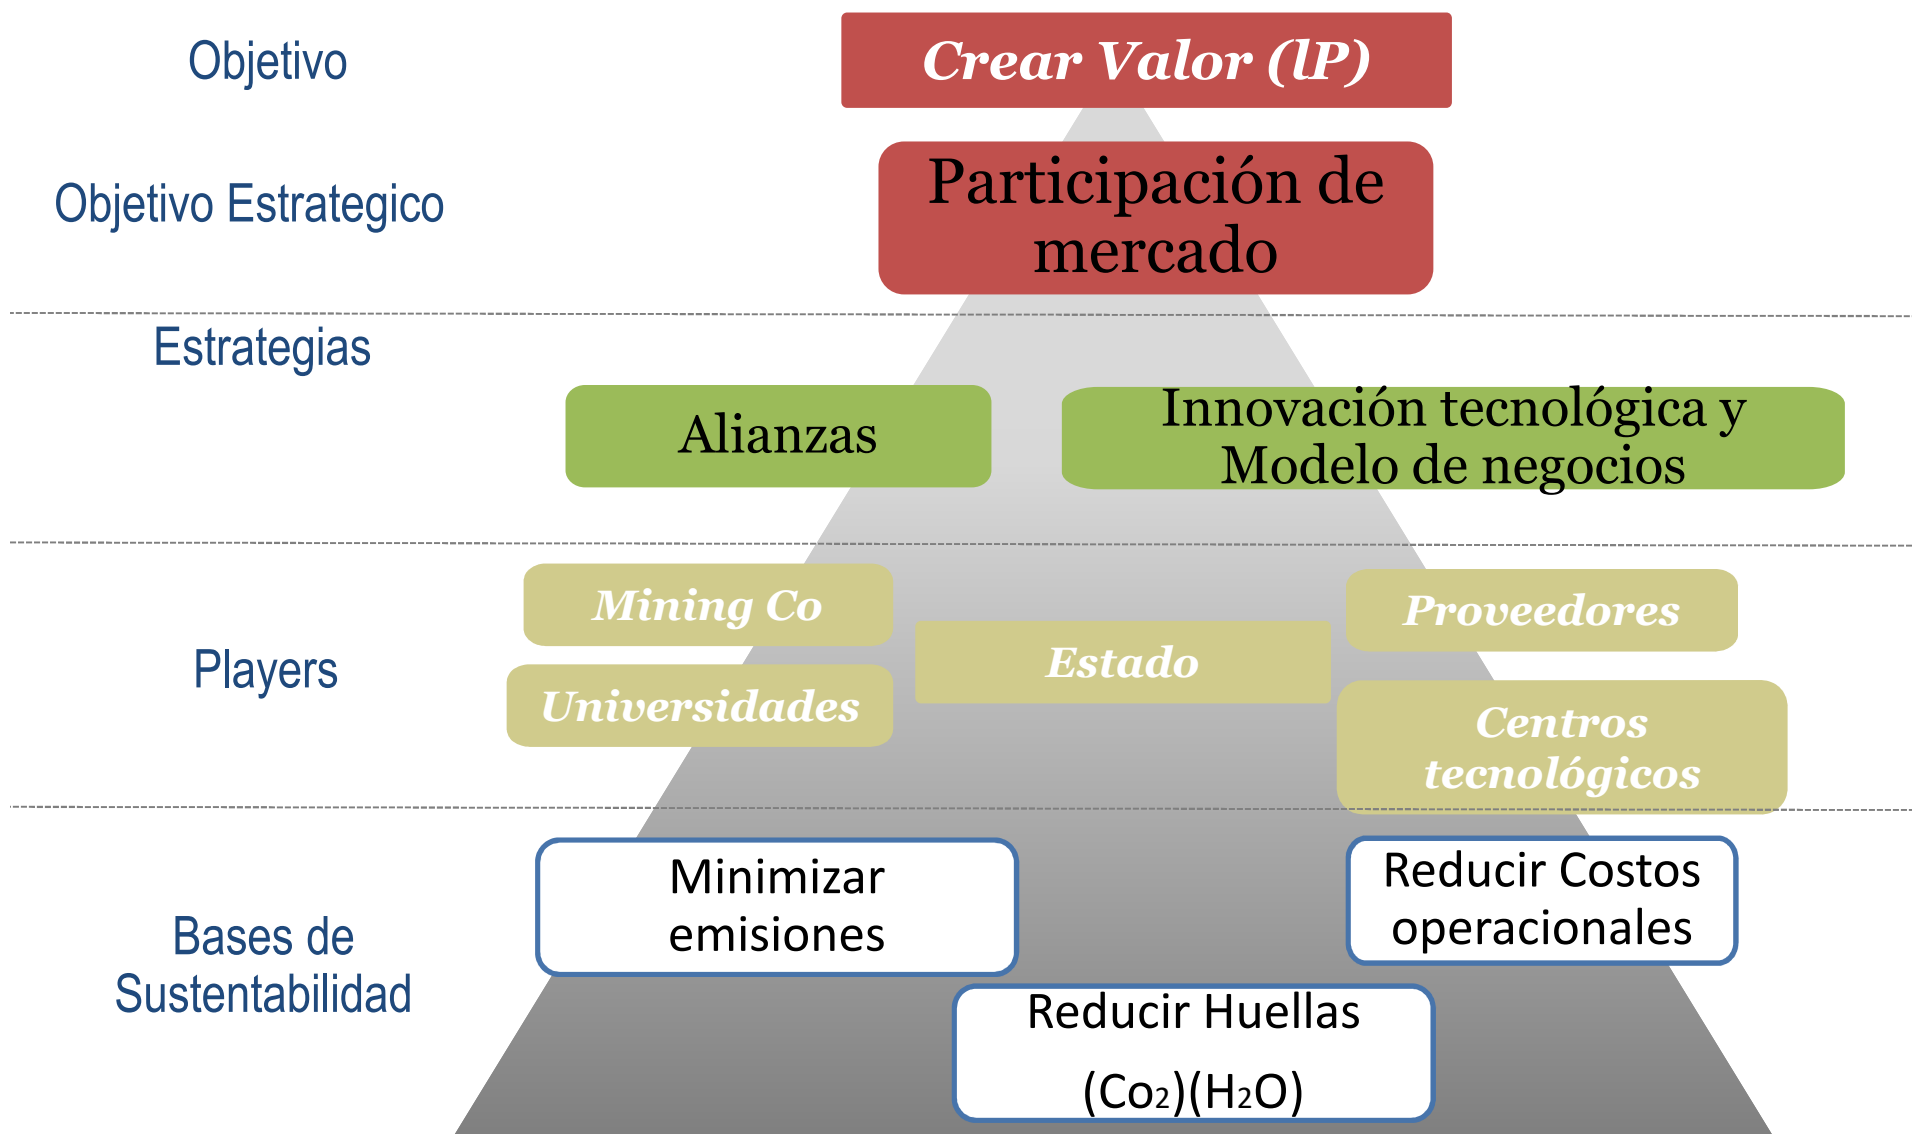 Objetivo
Crear Valor (lP)
Objetivo Estrategico
Participación de
mercado
Estrategias
Alianzas
Innovación tecnológica y
Modelo de negocios
Players
Mining Co
Universidades
Estado
Proveedores
Centros
tecnológicos
Bases de
Sustentabilidad
Minimizar
emisiones
Reducir Costos
operacionales
Reducir Huellas
(Co₂)(H₂O)